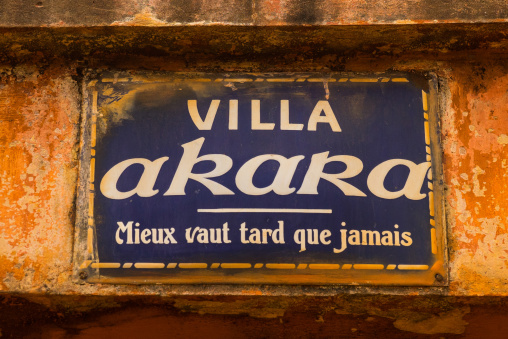 VILLA
akara
Mieux vaut tard que jamais